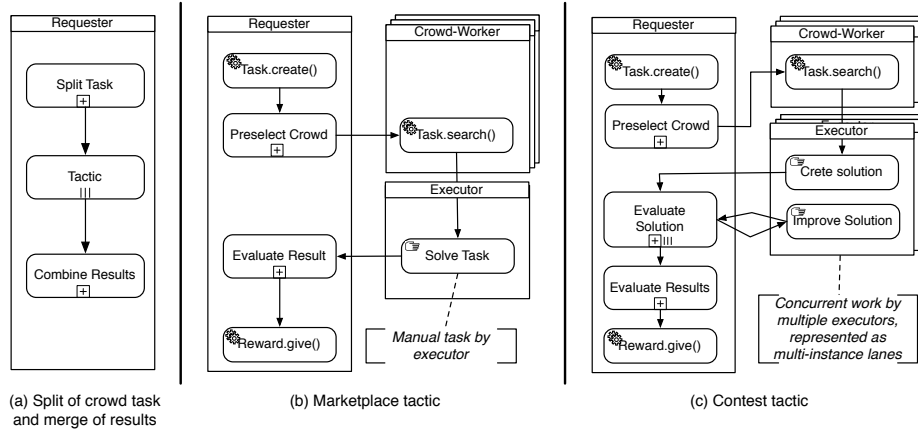 Requester
Split Task
Tactic
Combine Results
(a) Split of crowd task
and merge of results
Requester
Task.create()
Preselect Crowd
Evaluate Result
Reward.give()
Crowd-Worker
Task.search()
Executor
Solve Task
Manual task by
executor
(b) Marketplace tactic
Requester
Task.create()
Preselect Crowd
Evaluate
Solution
Evaluate Results
Reward.give()
Crowd-Worker
Task.search()
Executor
Crete solution
Improve Solution
Concurrent work by
multiple executors,
represented as
multi-instance lanes
(c) Contest tactic